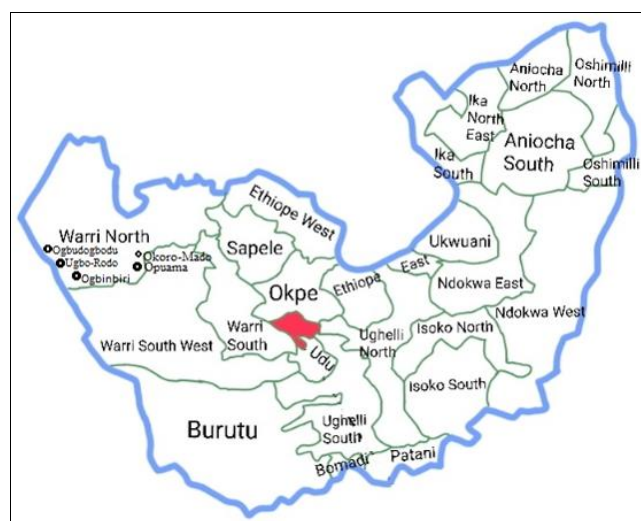 Aniocha
North
Oshimilli
North
Ika
North
East
Aniocha
South
Ika
South
Oshimilli
South
Ethiope West
Warri North
Ogbudogbodu
Ugbo-Rodo
Ogbinbiri
Okoro-Mado
Opuama
Sapele
Ukwuani
Okpe
Ethiope
East
Ndokwa East
Ndokwa West
Warri South West
Warri
South
Udu
Ughelli
North
Isoko North
Isoko South
Burutu
Ughelli
South
Bomadi
Patani